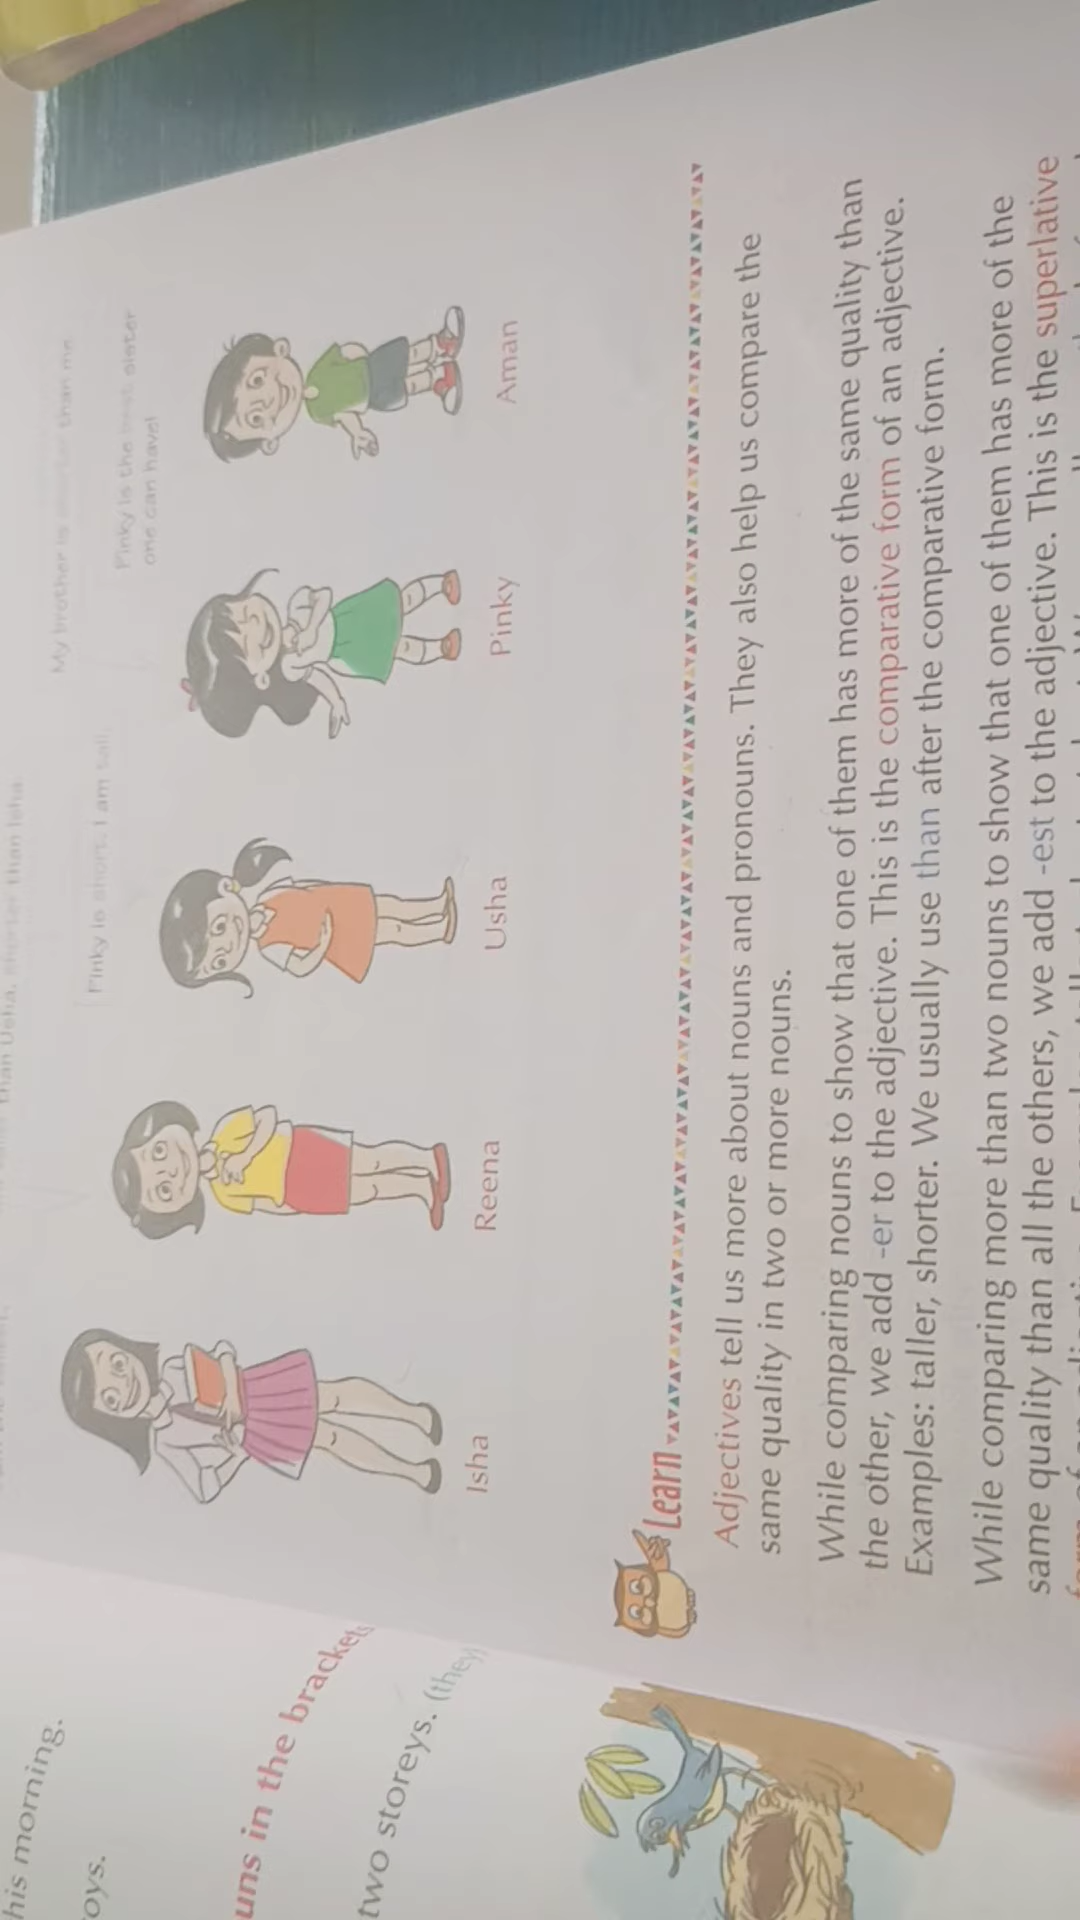 than Usha, shorter than Isha.
Pinky is short. I am tall.
My brother is shorter than me.
Pinky is the best sister
one can have!
Isha
Reena
Usha
Pinky
Aman
Learn
Adjectives tell us more about nouns and pronouns. They also help us compare the
same quality in two or more nouns.
While comparing nouns to show that one of them has more of the same quality than
the other, we add -er to the adjective. This is the comparative form of an adjective.
Examples: taller, shorter. We usually use than after the comparative form.
While comparing more than two nouns to show that one of them has more of the
same quality than all the others, we add -est to the adjective. This is the superlative
his morning.
oys.
uns in the brackets
two storeys. (they)